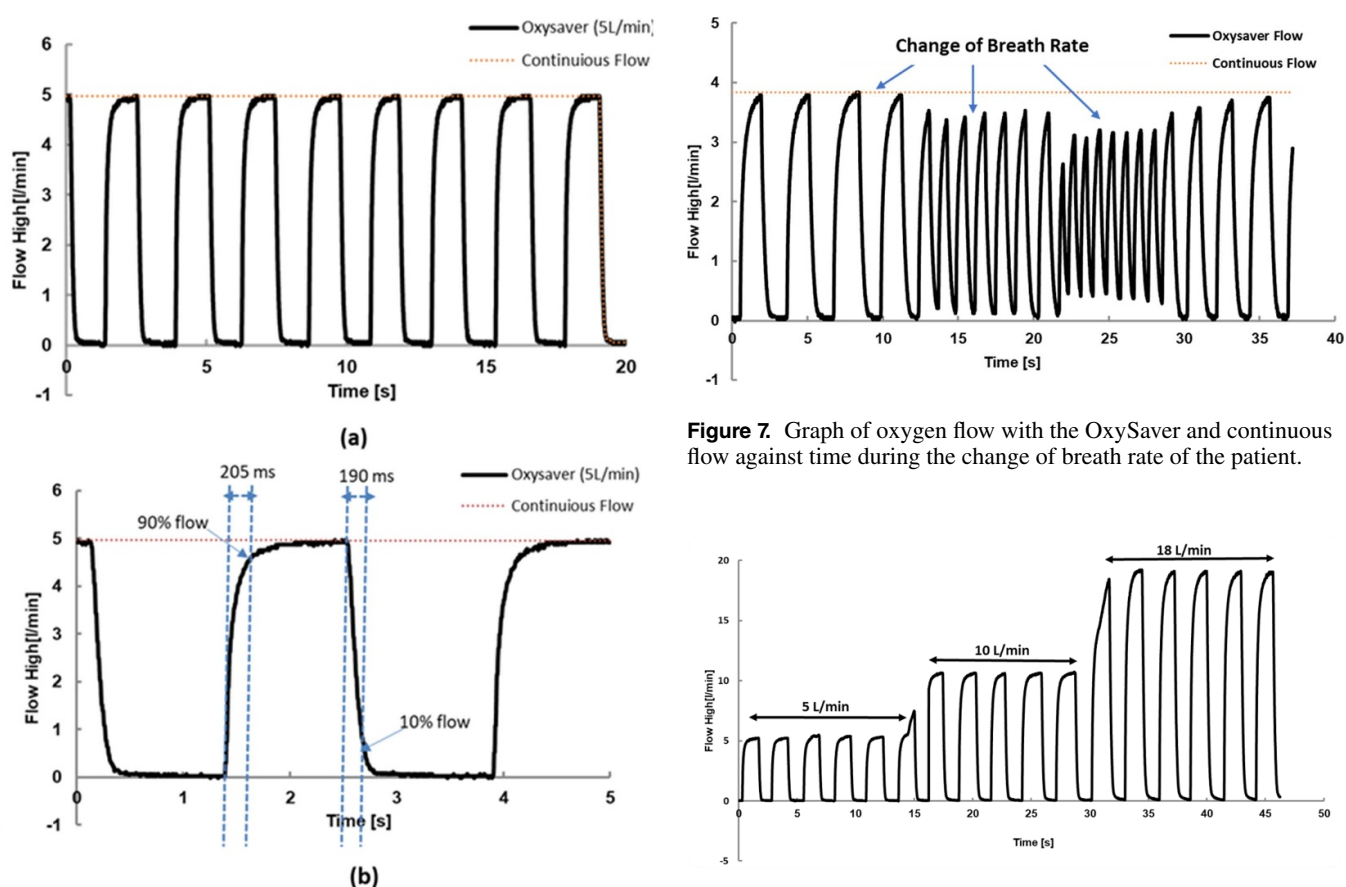 Oxysaver (5L/min)
Continuious Flow
6
5
4
3
2
1
0
-1
Flow High[l/min]
0 5 10 15 20
Time [s]
(a)
205 ms
190 ms
Oxysaver (5L/min)
Continuious Flow
90% flow
10% flow
6
5
4
3
2
1
0
-1
Flow High[l/min]
0 1 2 3 4 5
Time [s]
(b)
Change of Breath Rate
Oxysaver Flow
Continuous Flow
5
4
3
2
1
0
-1
Flow High[l/min]
0 5 10 15 20 25 30 35 40
Time [s]
Figure 7. Graph of oxygen flow with the OxySaver and continuous
flow against time during the change of breath rate of the patient.
18 L/min
10 L/min
5 L/min
20
15
10
5
0
-5
Flow High[l/min]
0 5 10 15 20 25 30 35 40 45 50
Time [s]